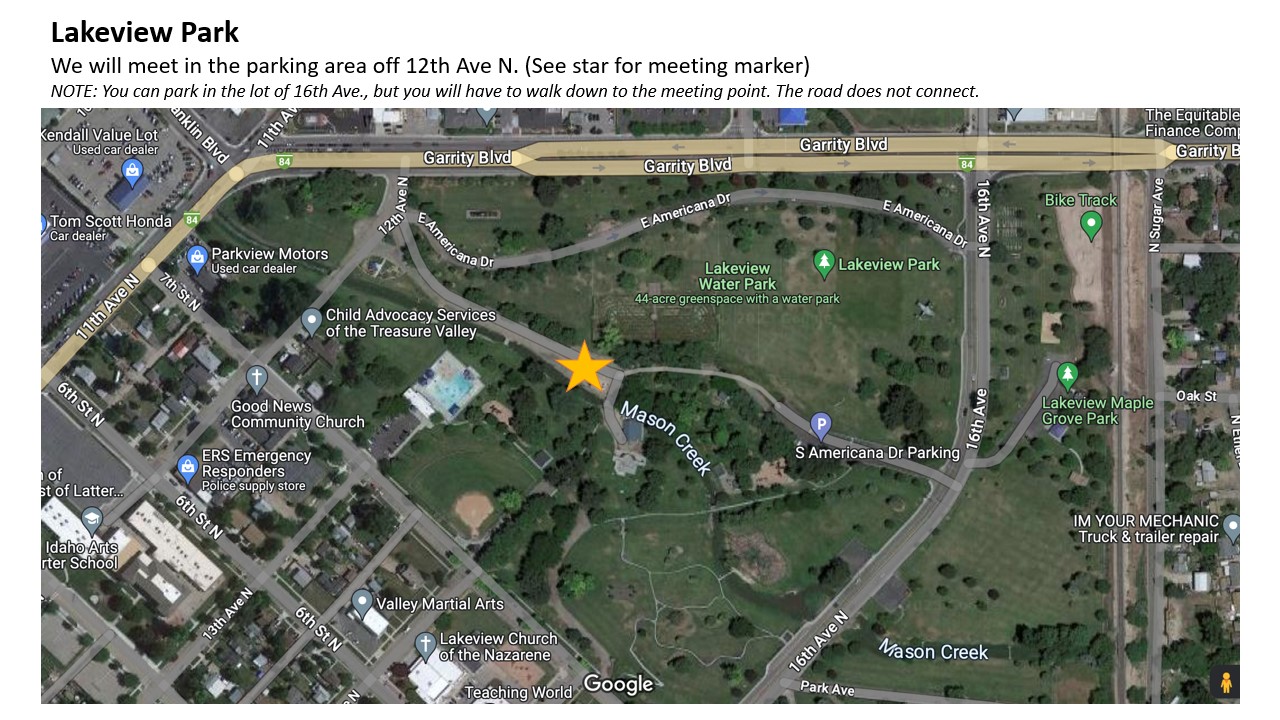 Lakeview Park
We will meet in the parking area off 12th Ave N. (See star for meeting marker)
NOTE: You can park in the lot of 16th Ave., but you will have to walk down to the meeting point. The road does not connect.
Kendall Value Lot
Used car dealer
11th Av
84
Garrity Blvd
Garrity Blvd
Garrity Blvd
84
The Equitable
Finance Comp
Garrity B
Tom Scott Honda
Car dealer
84
Parkview Motors
Used car dealer
12th Ave N
E Americana Dr
E Americana Dr
E Americana Dr
16th Ave N
Bike Track
N Sugar Ave
Lakeview
Water Park
44-acre greenspace with a water park
Lakeview Park
11th Ave N
7th St N
Child Advocacy Services
of the Treasure Valley
6th St N
Good News
Community Church
Mason Creek
P
S Americana Dr Parking
16th Ave
Lakeview Maple
Grove Park
Oak St
ERS Emergency
Responders
Police supply store
n of
st of Latter...
6th St N
Idaho Arts
rter School
IM YOUR MECHANIC
Truck & trailer repair
13th Ave N
6th St N
Valley Martial Arts
Lakeview Church
of the Nazarene
Teaching World
Google
16th Ave N
Mason Creek
Park Ave